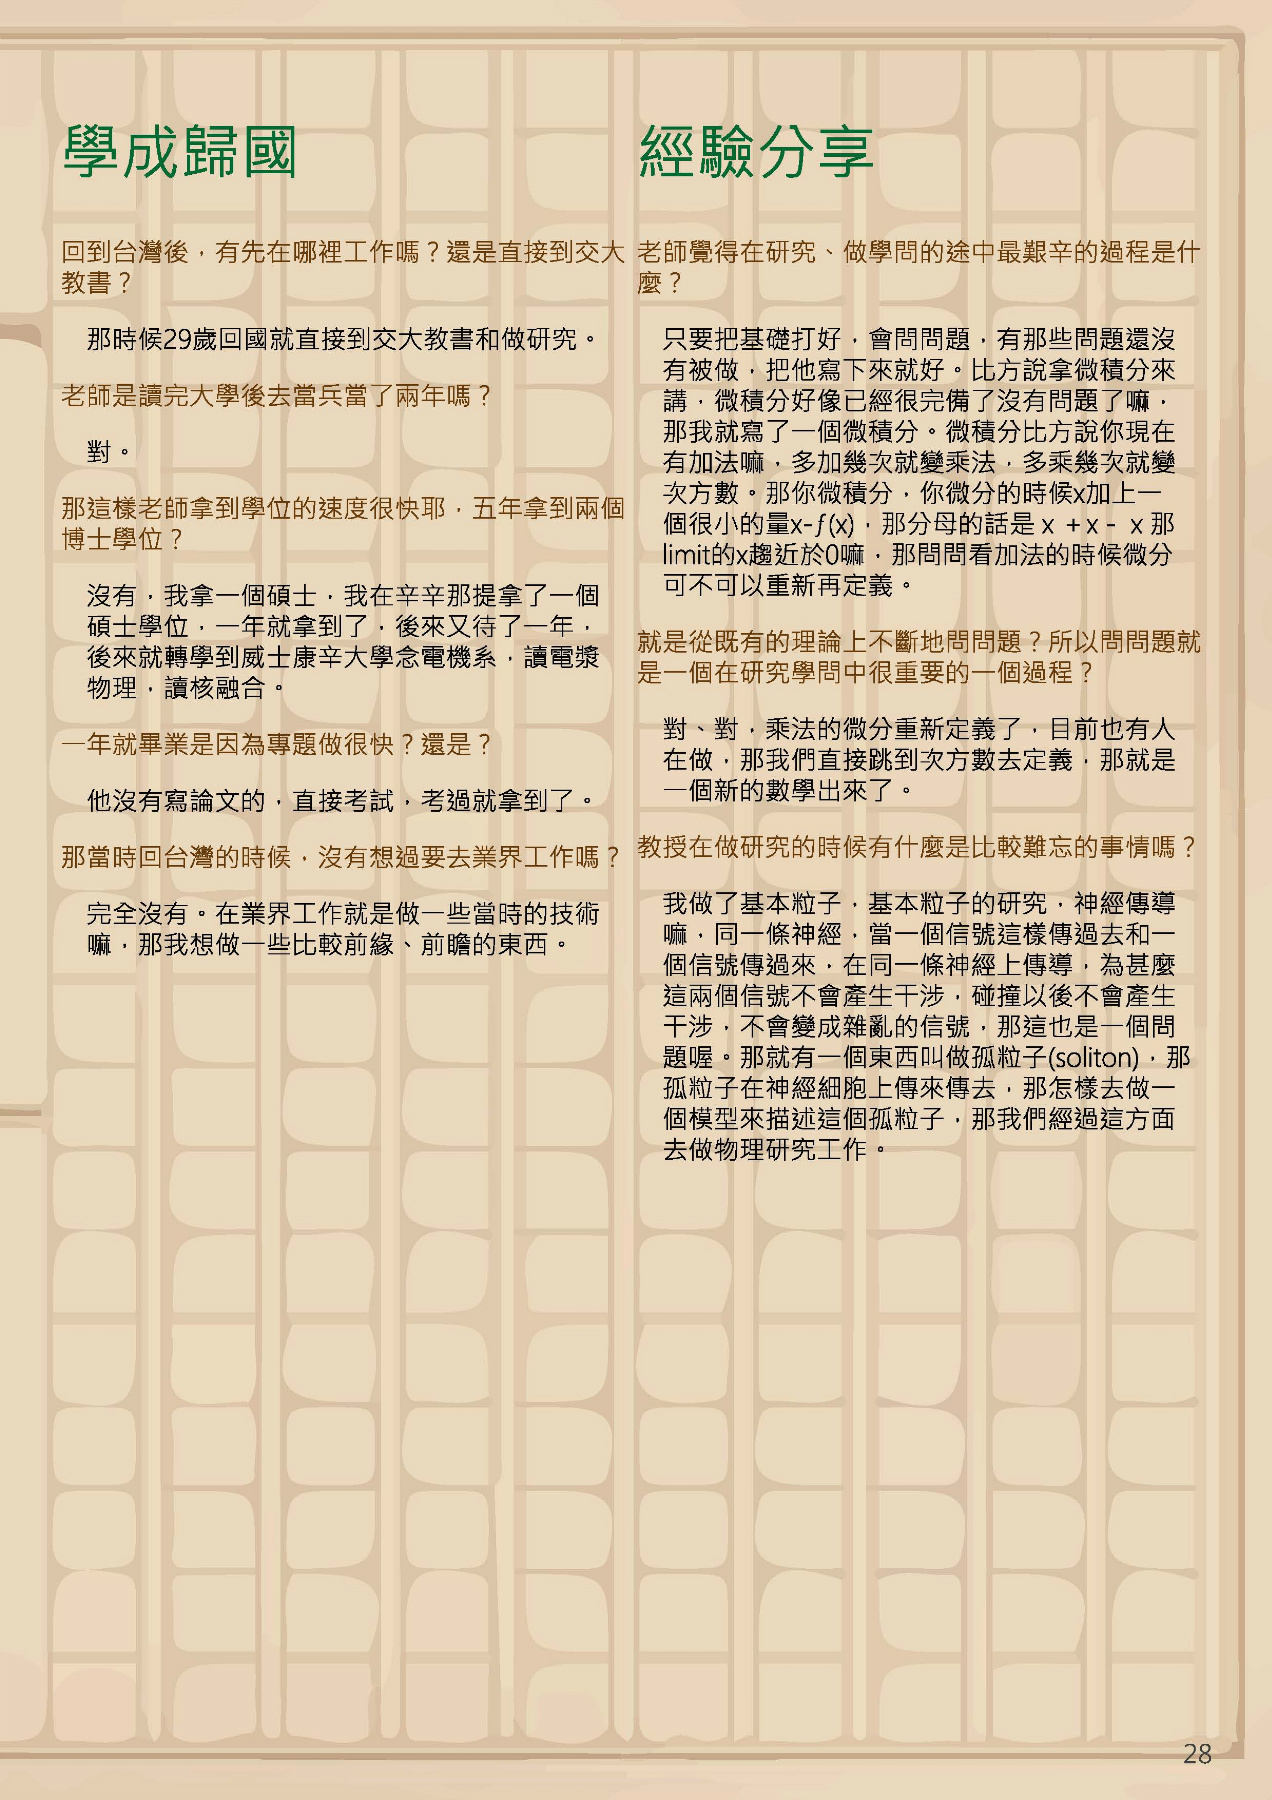 學成歸國
回到台灣後，有先在哪裡工作嗎？還是直接到交大
教書？
那時候29歲回國就直接到交大教書和做研究。
老師是讀完大學後去當兵當了兩年嗎？
對。
那這樣老師拿到學位的速度很快耶，五年拿到兩個
博士學位？
沒有，我拿一個碩士，我在辛辛那提拿了一個
碩士學位，一年就拿到了，後來又待了一年，
後來就轉學到威士康辛大學念電機系，讀電漿
物理，讀核融合。
一年就畢業是因為專題做很快？還是？
他沒有寫論文的，直接考試，考過就拿到了。
那當時回台灣的時候，沒有想過要去業界工作嗎？
完全沒有。在業界工作就是做一些當時的技術
嘛，那我想做一些比較前緣、前瞻的東西。
經驗分享
老師覺得在研究、做學問的途中最艱辛的過程是什
麼？
只要把基礎打好，會問問題，有那些問題還沒
有被做，把他寫下來就好。比方說拿微積分來
講，微積分好像已經很完備了沒有問題了嘛，
那我就寫了一個微積分。微積分比方說你現在
有加法嘛，多加幾次就變乘法，多乘幾次就變
次方數。那你微積分，你微分的時候x加上一
個很小的量x-f(x)，那分母的話是 x +x - x 那
limit的x趨近於0嘛，那問問看加法的時候微分
可不可以重新再定義。
就是從既有的理論上不斷地問問題？所以問問題就
是一個在研究學問中很重要的一個過程？
對、對，乘法的微分重新定義了，目前也有人
在做，那我們直接跳到次方數去定義，那就是
一個新的數學出來了。
教授在做研究的時候有什麼是比較難忘的事情嗎？
我做了基本粒子，基本粒子的研究，神經傳導
嘛，同一條神經，當一個信號這樣傳過去和一
個信號傳過來，在同一條神經上傳導，為甚麼
這兩個信號不會產生干涉，碰撞以後不會產生
干涉，不會變成雜亂的信號，那這也是一個問
題喔。那就有一個東西叫做孤粒子(soliton)，那
孤粒子在神經細胞上傳來傳去，那怎樣去做一
個模型來描述這個孤粒子，那我們經過這方面
去做物理研究工作。
28